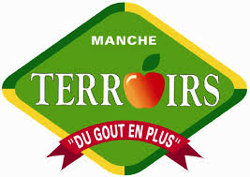 MANCHE
TERROIRS
"DU GOUT EN PLUS"